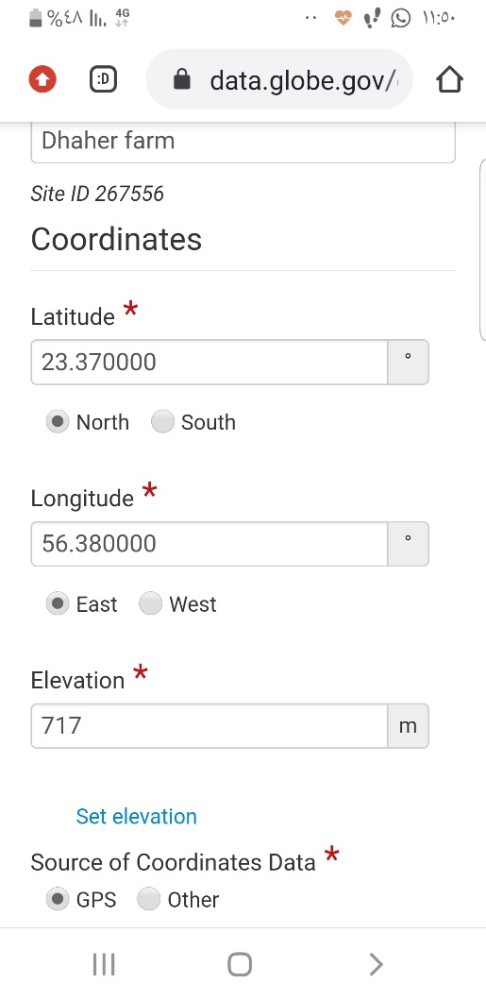 %٤٨ 4G ١١:٥٠
:D data.globe.gov/
Dhaher farm
Site ID 267556
Coordinates
Latitude *
23.370000 °
North South
Longitude *
56.380000 °
East West
Elevation *
717 m
Set elevation
Source of Coordinates Data *
GPS Other